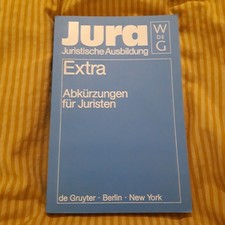 Jura
Juristische Ausbildung
W
DE
G
Extra
Abkürzungen
für Juristen
de Gruyter · Berlin · New York